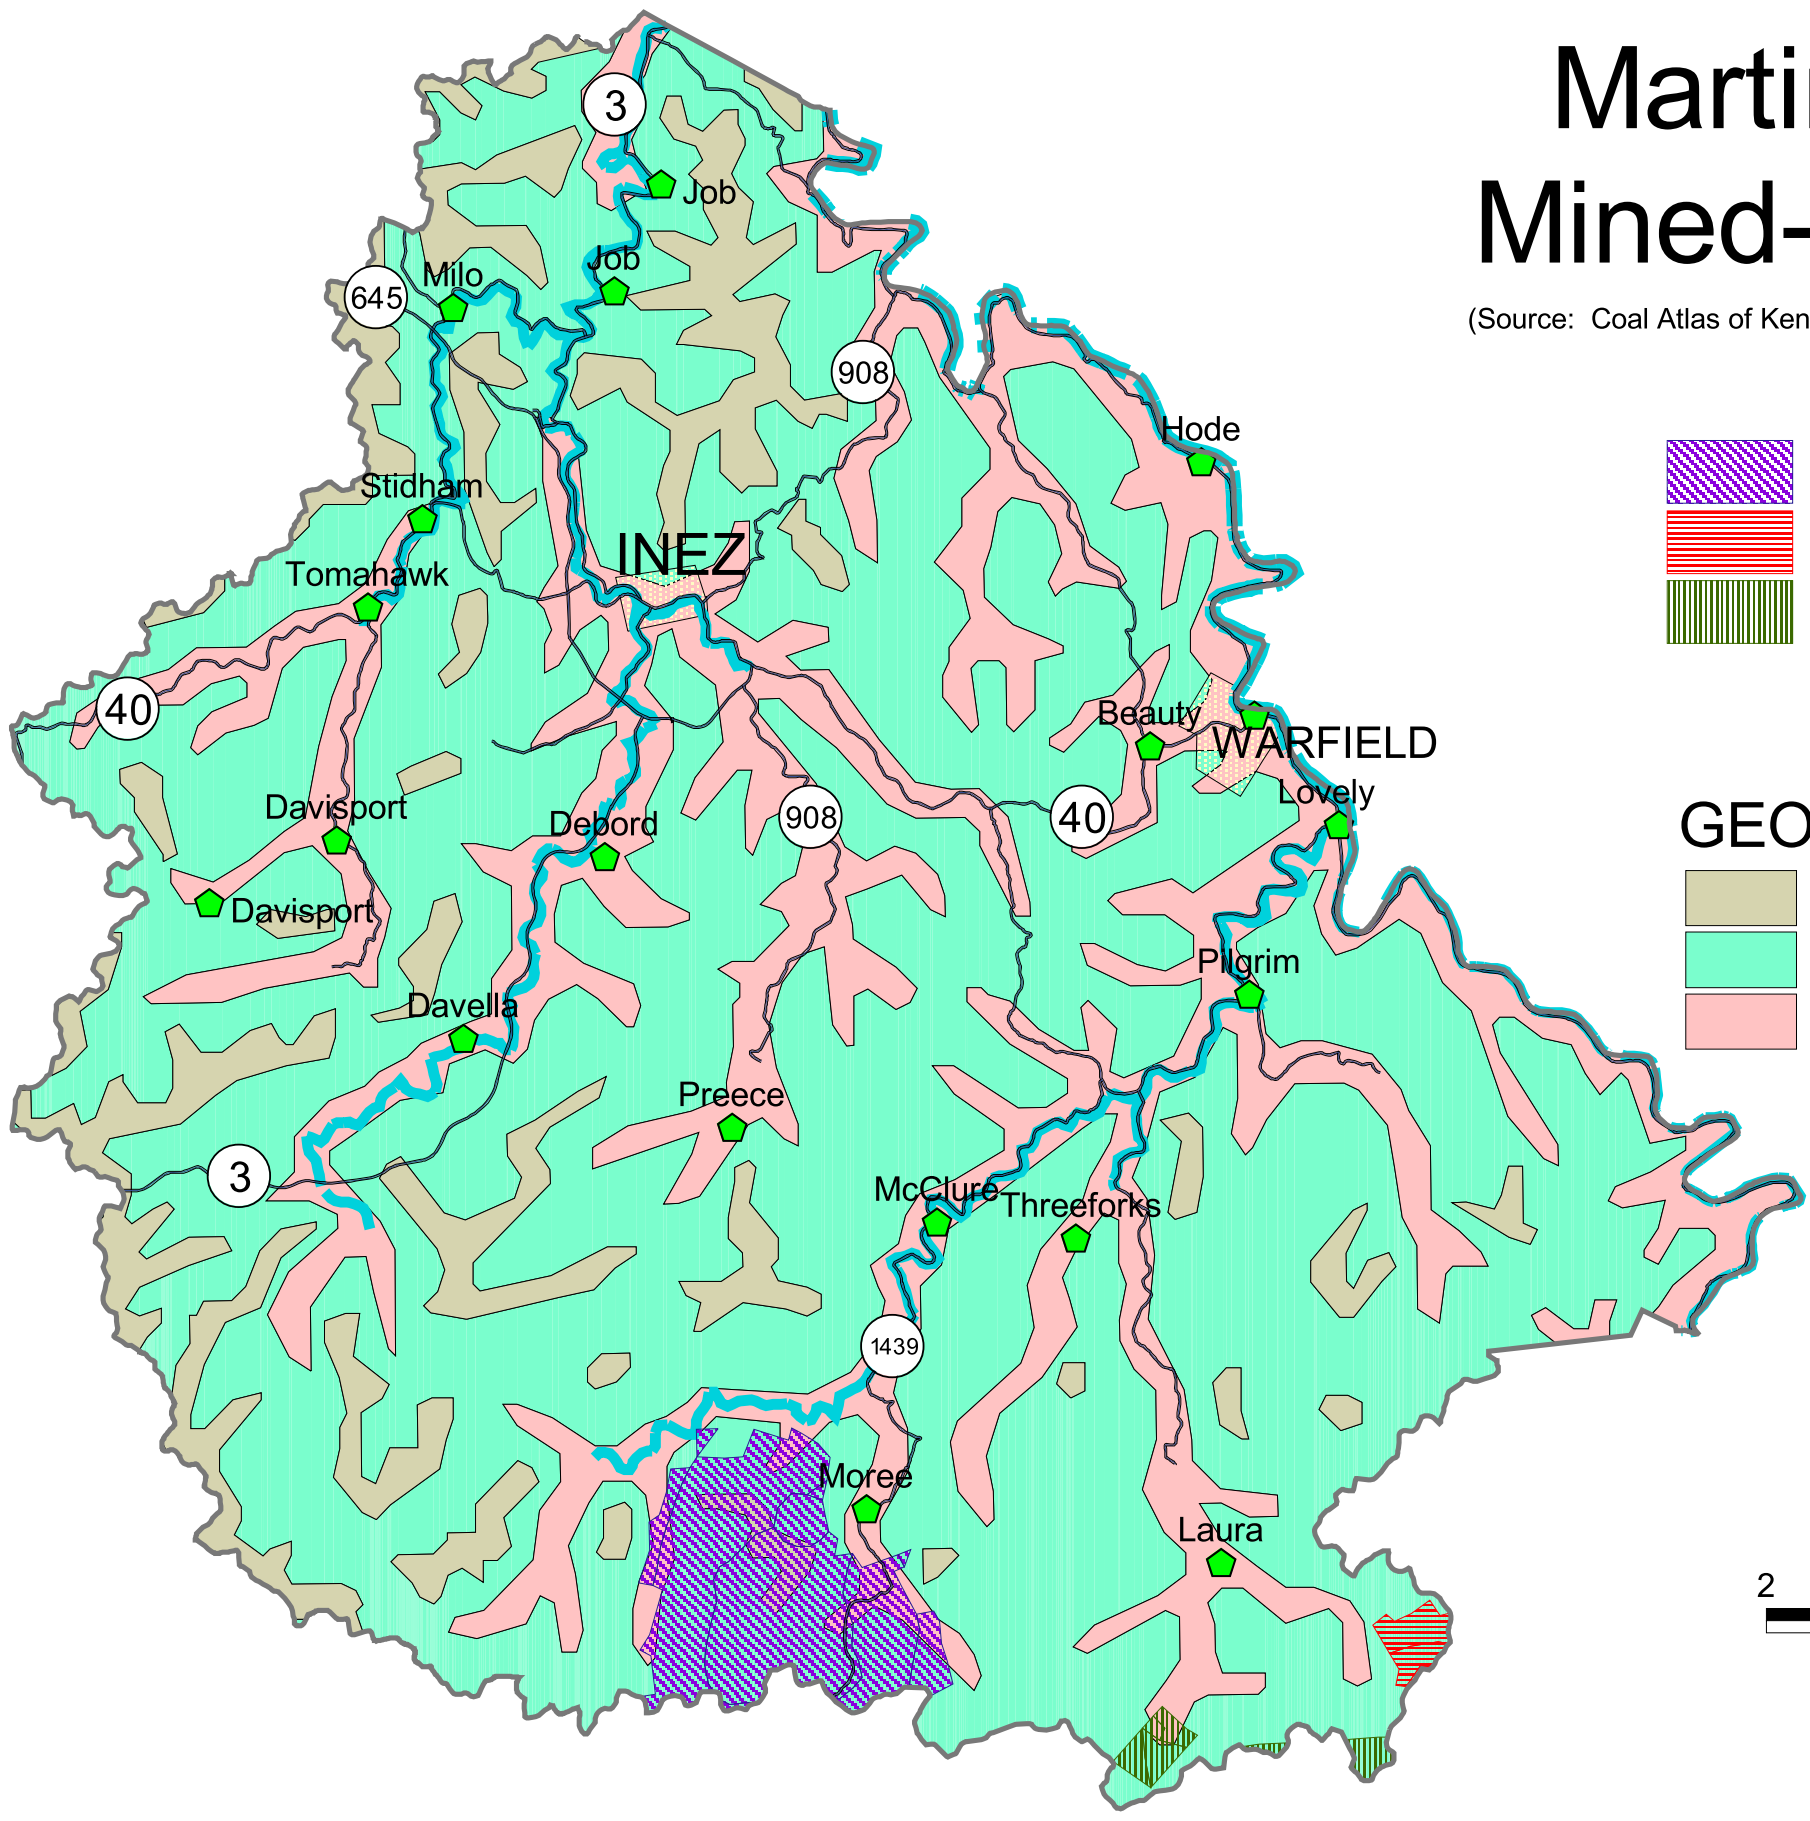 Marti
Mined-
(Source: Coal Atlas of Ken
3
Job
Job
Milo
645
908
Hode
Stidham
INEZ
Tomahawk
40
Beauty
WARFIELD
Lovely
Davisport
Debord
908
40
GEO
Davisport
Pilgrim
Davella
Preece
3
McClure
Threeforks
1439
Moree
Laura
2